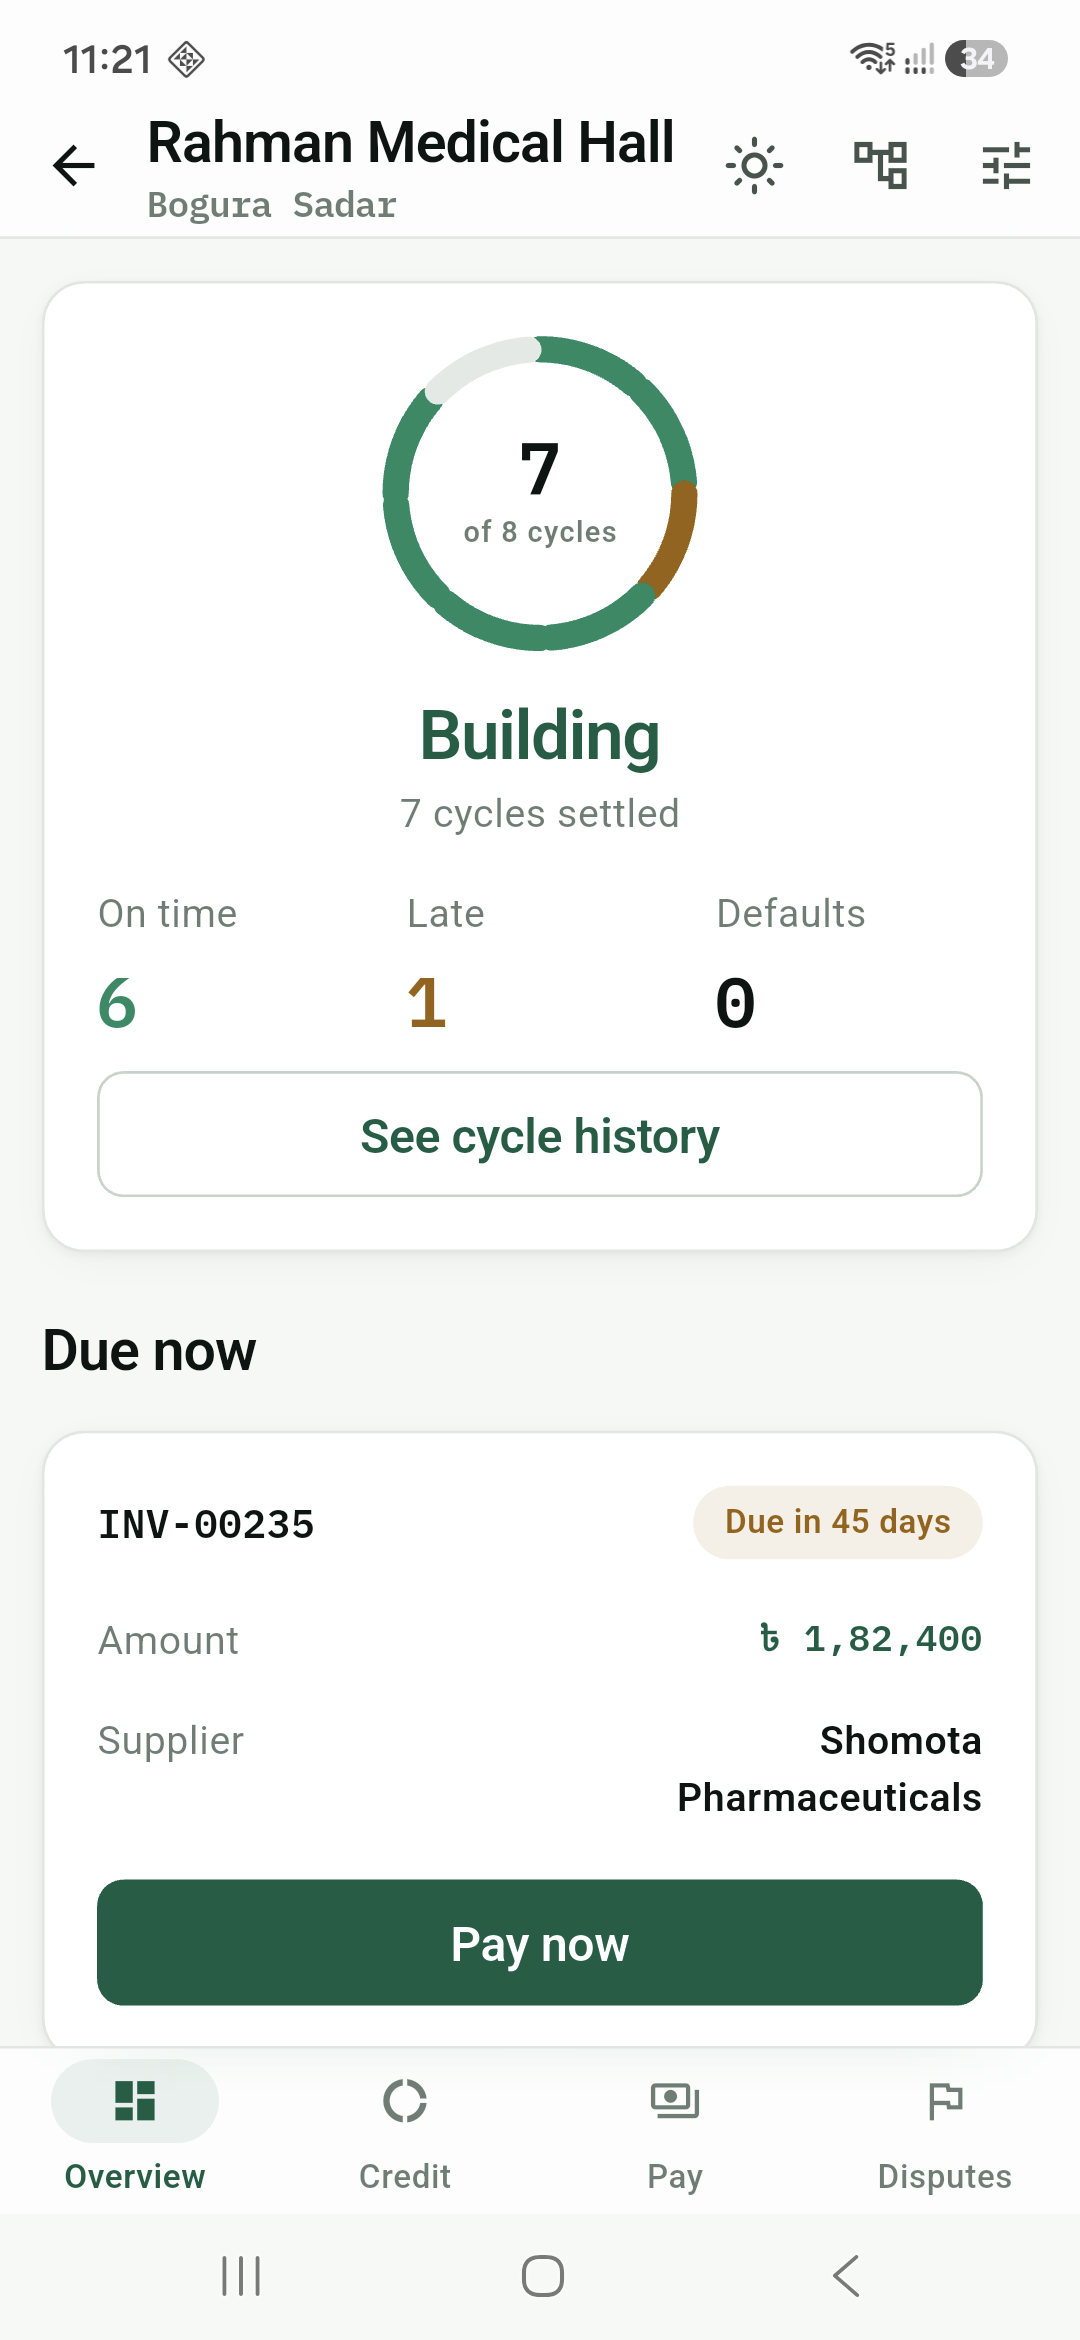 11:21
5
34
Rahman Medical Hall
Bogura Sadar
7
of 8 cycles
Building
7 cycles settled
On time Late Defaults
6 1 0
See cycle history
Due now
INV-00235 Due in 45 days
Amount ৳ 1,82,400
Supplier Shomota
Pharmaceuticals
Pay now
Overview Credit Pay Disputes